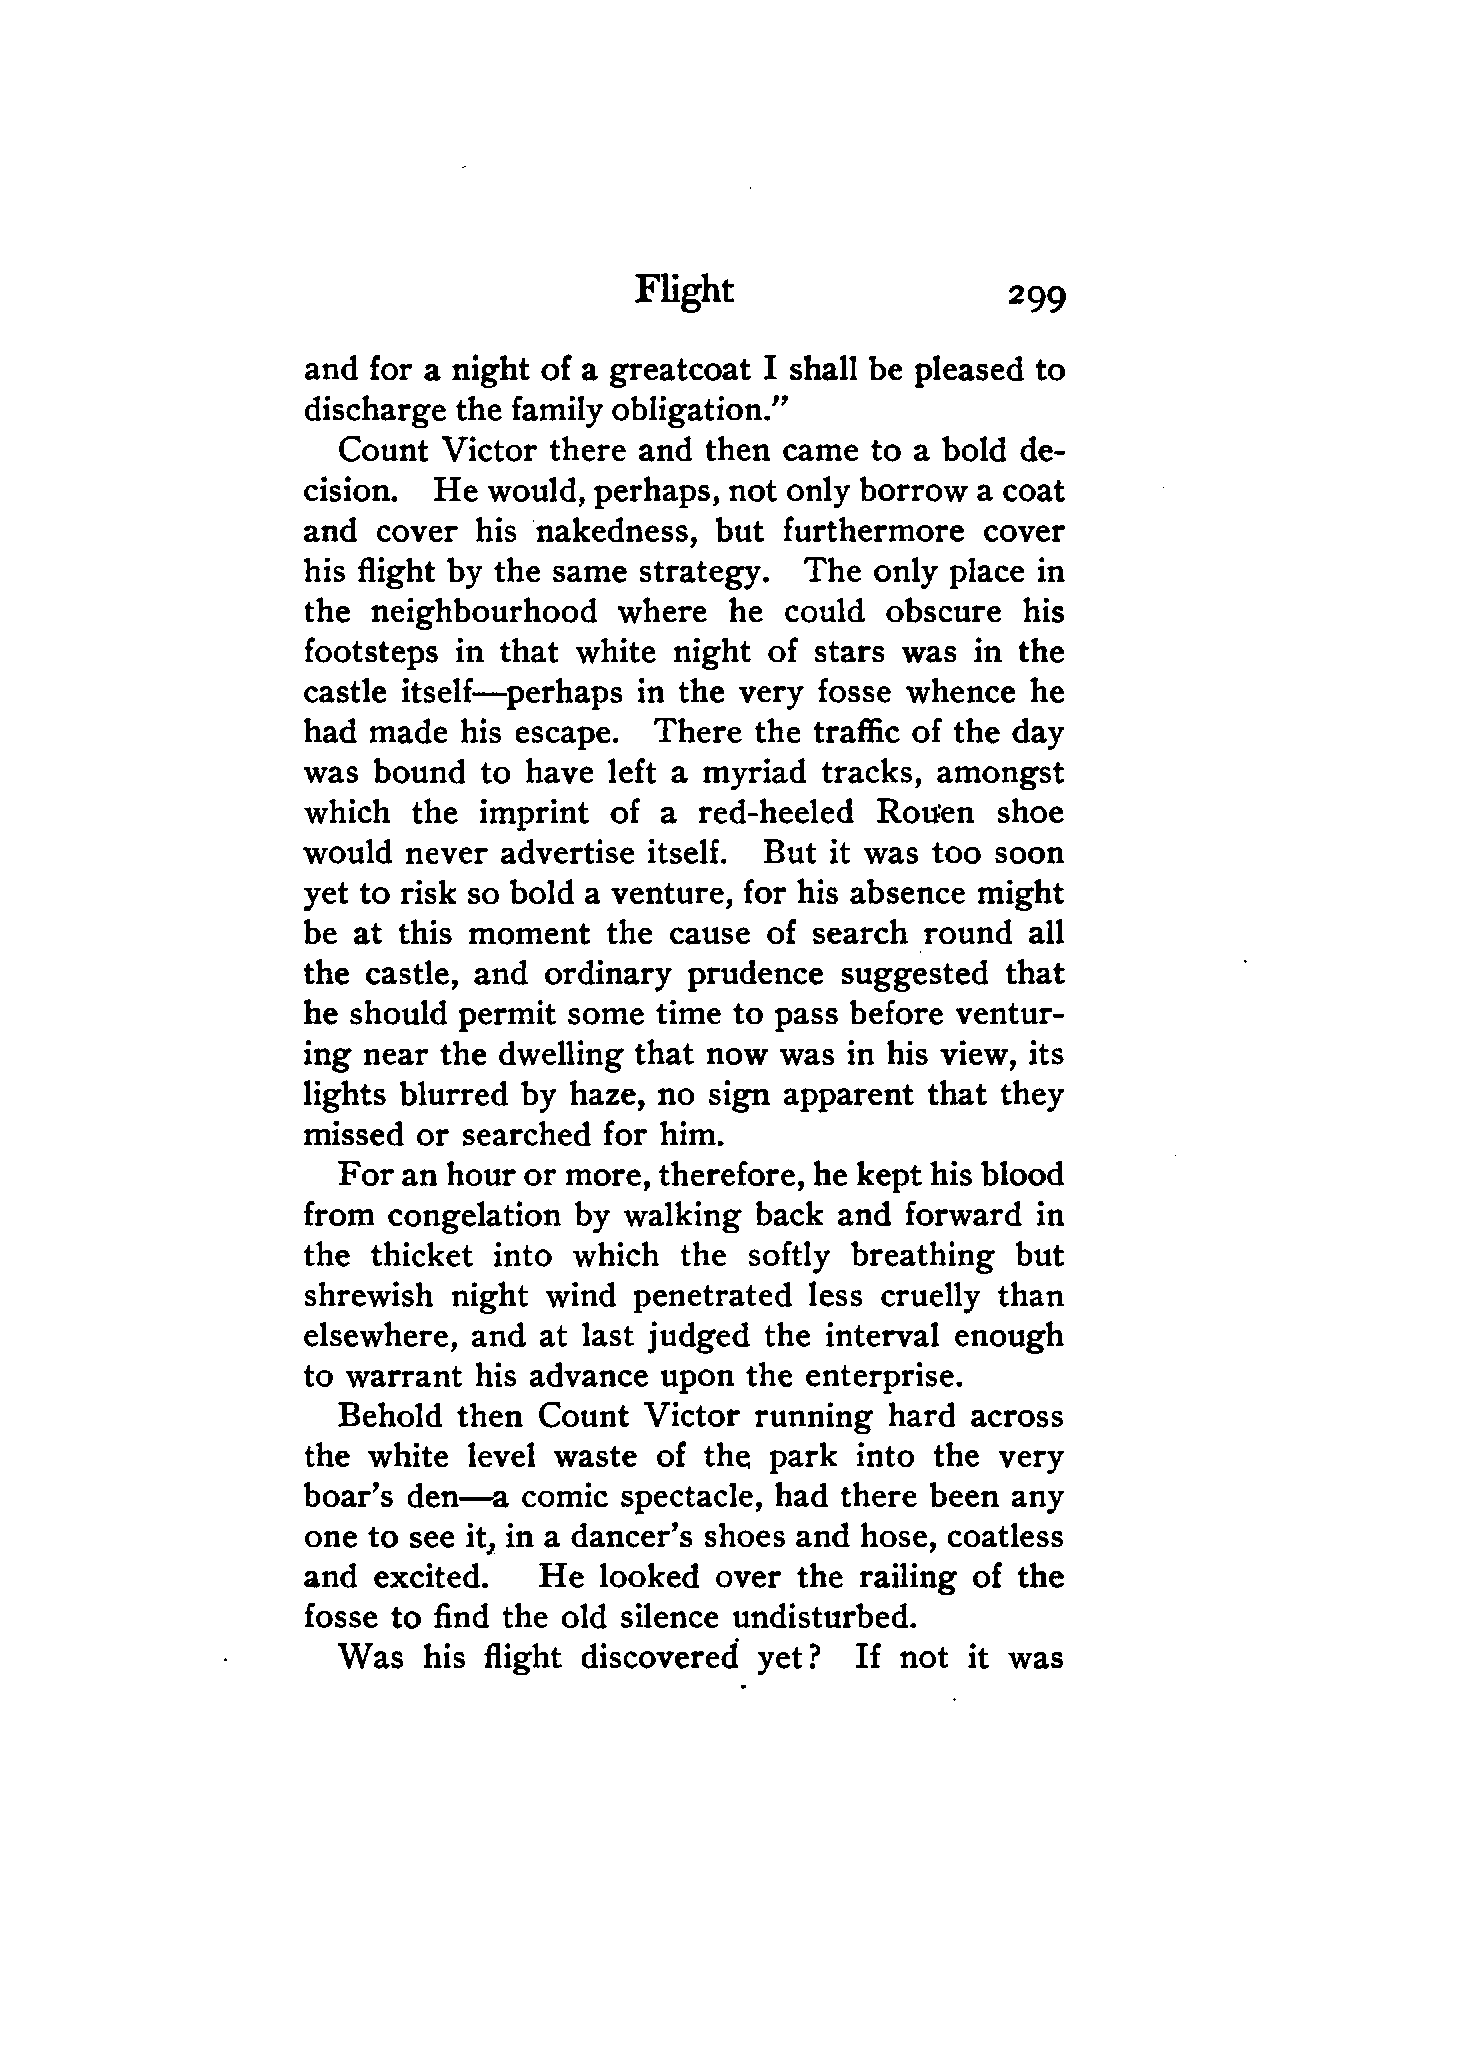 Flight 299
and for a night of a greatcoat I shall be pleased to
discharge the family obligation."
Count Victor there and then came to a bold de-
cision. He would, perhaps, not only borrow a coat
and cover his nakedness, but furthermore cover
his flight by the same strategy. The only place in
the neighbourhood where he could obscure his
footsteps in that white night of stars was in the
castle itself—perhaps in the very fosse whence he
had made his escape. There the traffic of the day
was bound to have left a myriad tracks, amongst
which the imprint of a red-heeled Rouen shoe
would never advertise itself. But it was too soon
yet to risk so bold a venture, for his absence might
be at this moment the cause of search round all
the castle, and ordinary prudence suggested that
he should permit some time to pass before ventur-
ing near the dwelling that now was in his view, its
lights blurred by haze, no sign apparent that they
missed or searched for him.
For an hour or more, therefore, he kept his blood
from congelation by walking back and forward in
the thicket into which the softly breathing but
shrewish night wind penetrated less cruelly than
elsewhere, and at last judged the interval enough
to warrant his advance upon the enterprise.
Behold then Count Victor running hard across
the white level waste of the park into the very
boar's den—a comic spectacle, had there been any
one to see it, in a dancer's shoes and hose, coatless
and excited. He looked over the railing of the
fosse to find the old silence undisturbed.
Was his flight discovered yet? If not it was